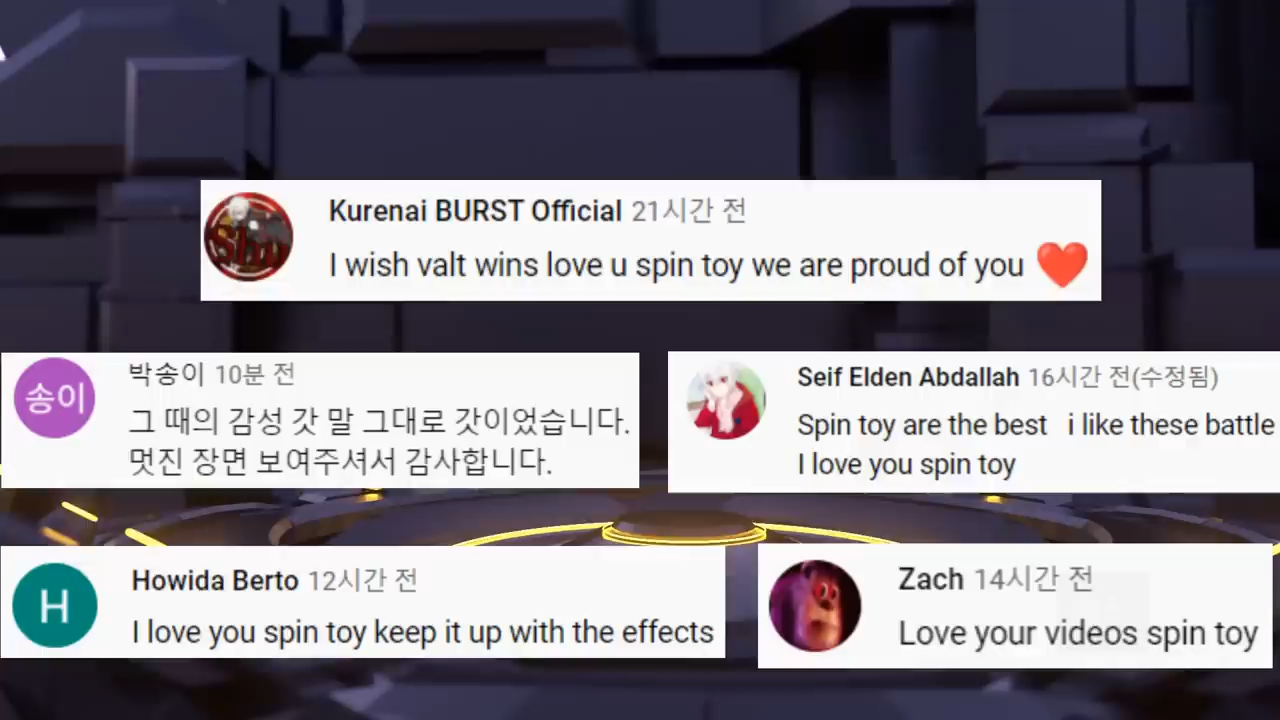 Kurenai BURST Official 21시간 전
I wish valt wins love u spin toy we are proud of you ❤️
송이
박송이 10분 전
그 때의 감성 갓 말 그대로 갓이었습니다.
멋진 장면 보여주셔서 감사합니다.
Seif Elden Abdallah 16시간 전(수정됨)
Spin toy are the best i like these battle
I love you spin toy
H
Howida Berto 12시간 전
I love you spin toy keep it up with the effects
Zach 14시간 전
Love your videos spin toy